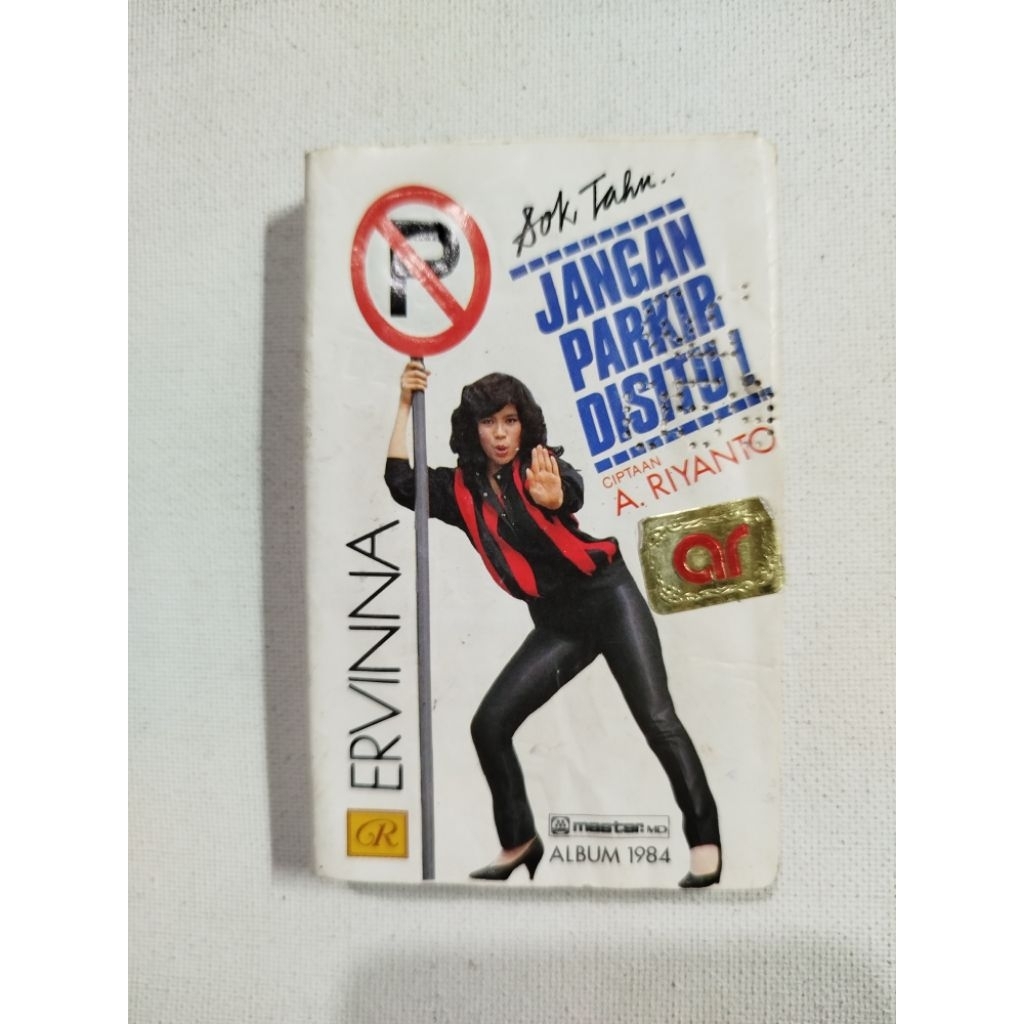 P
Sok Tahu..
JANGAN
PARKIR
DISITU!
CIPTAAN
A. RIYANTO
ar
ERVINNA
R
master MD
ALBUM 1984